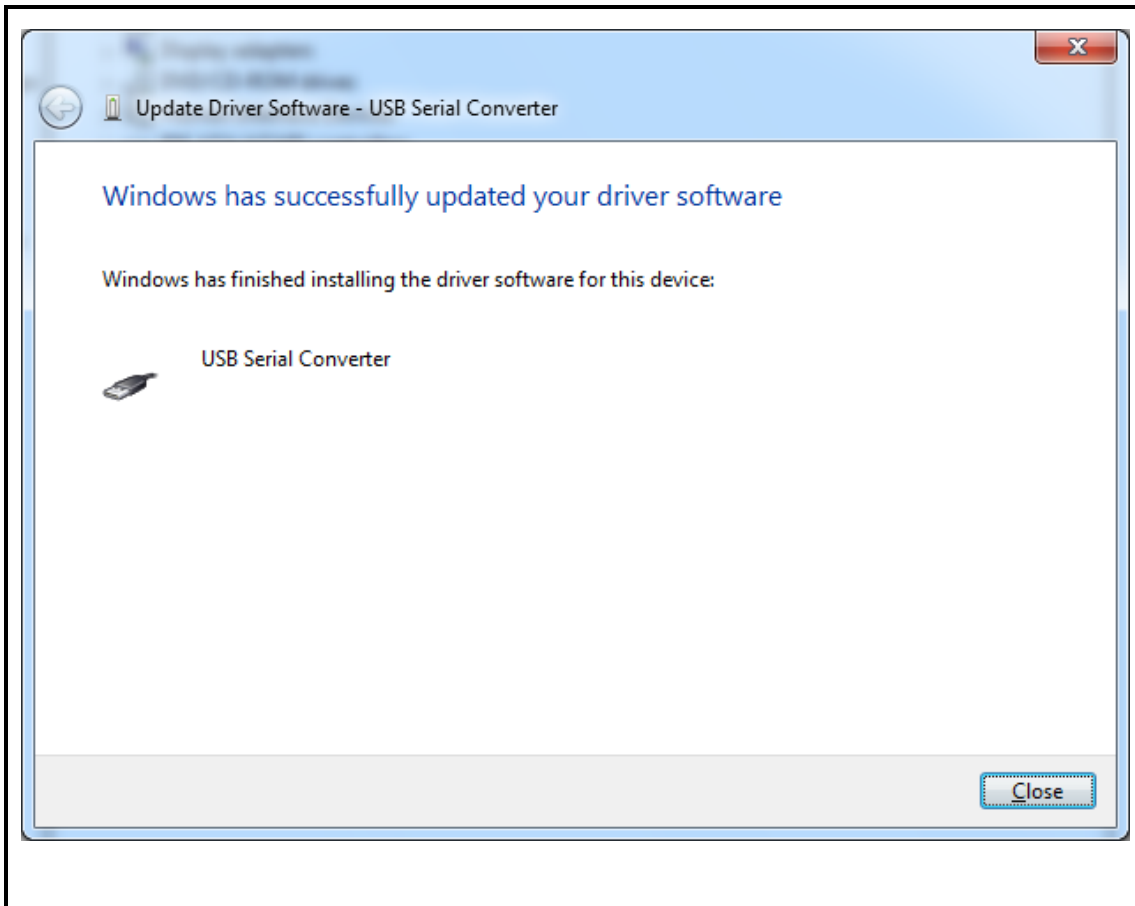 Update Driver Software - USB Serial Converter
Windows has successfully updated your driver software
Windows has finished installing the driver software for this device:
USB Serial Converter
Close